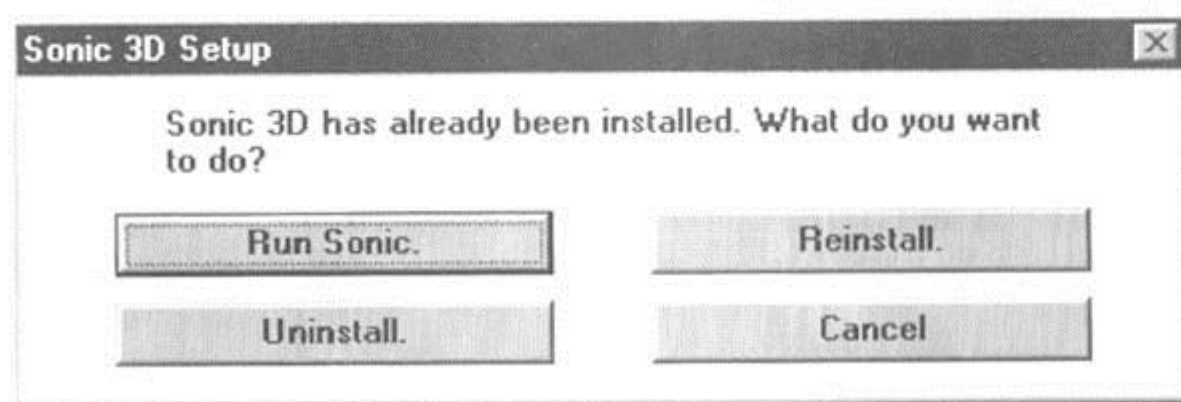 Sonic 3D Setup
Sonic 3D has already been installed. What do you want
to do?
Run Sonic.
Reinstall.
Uninstall.
Cancel